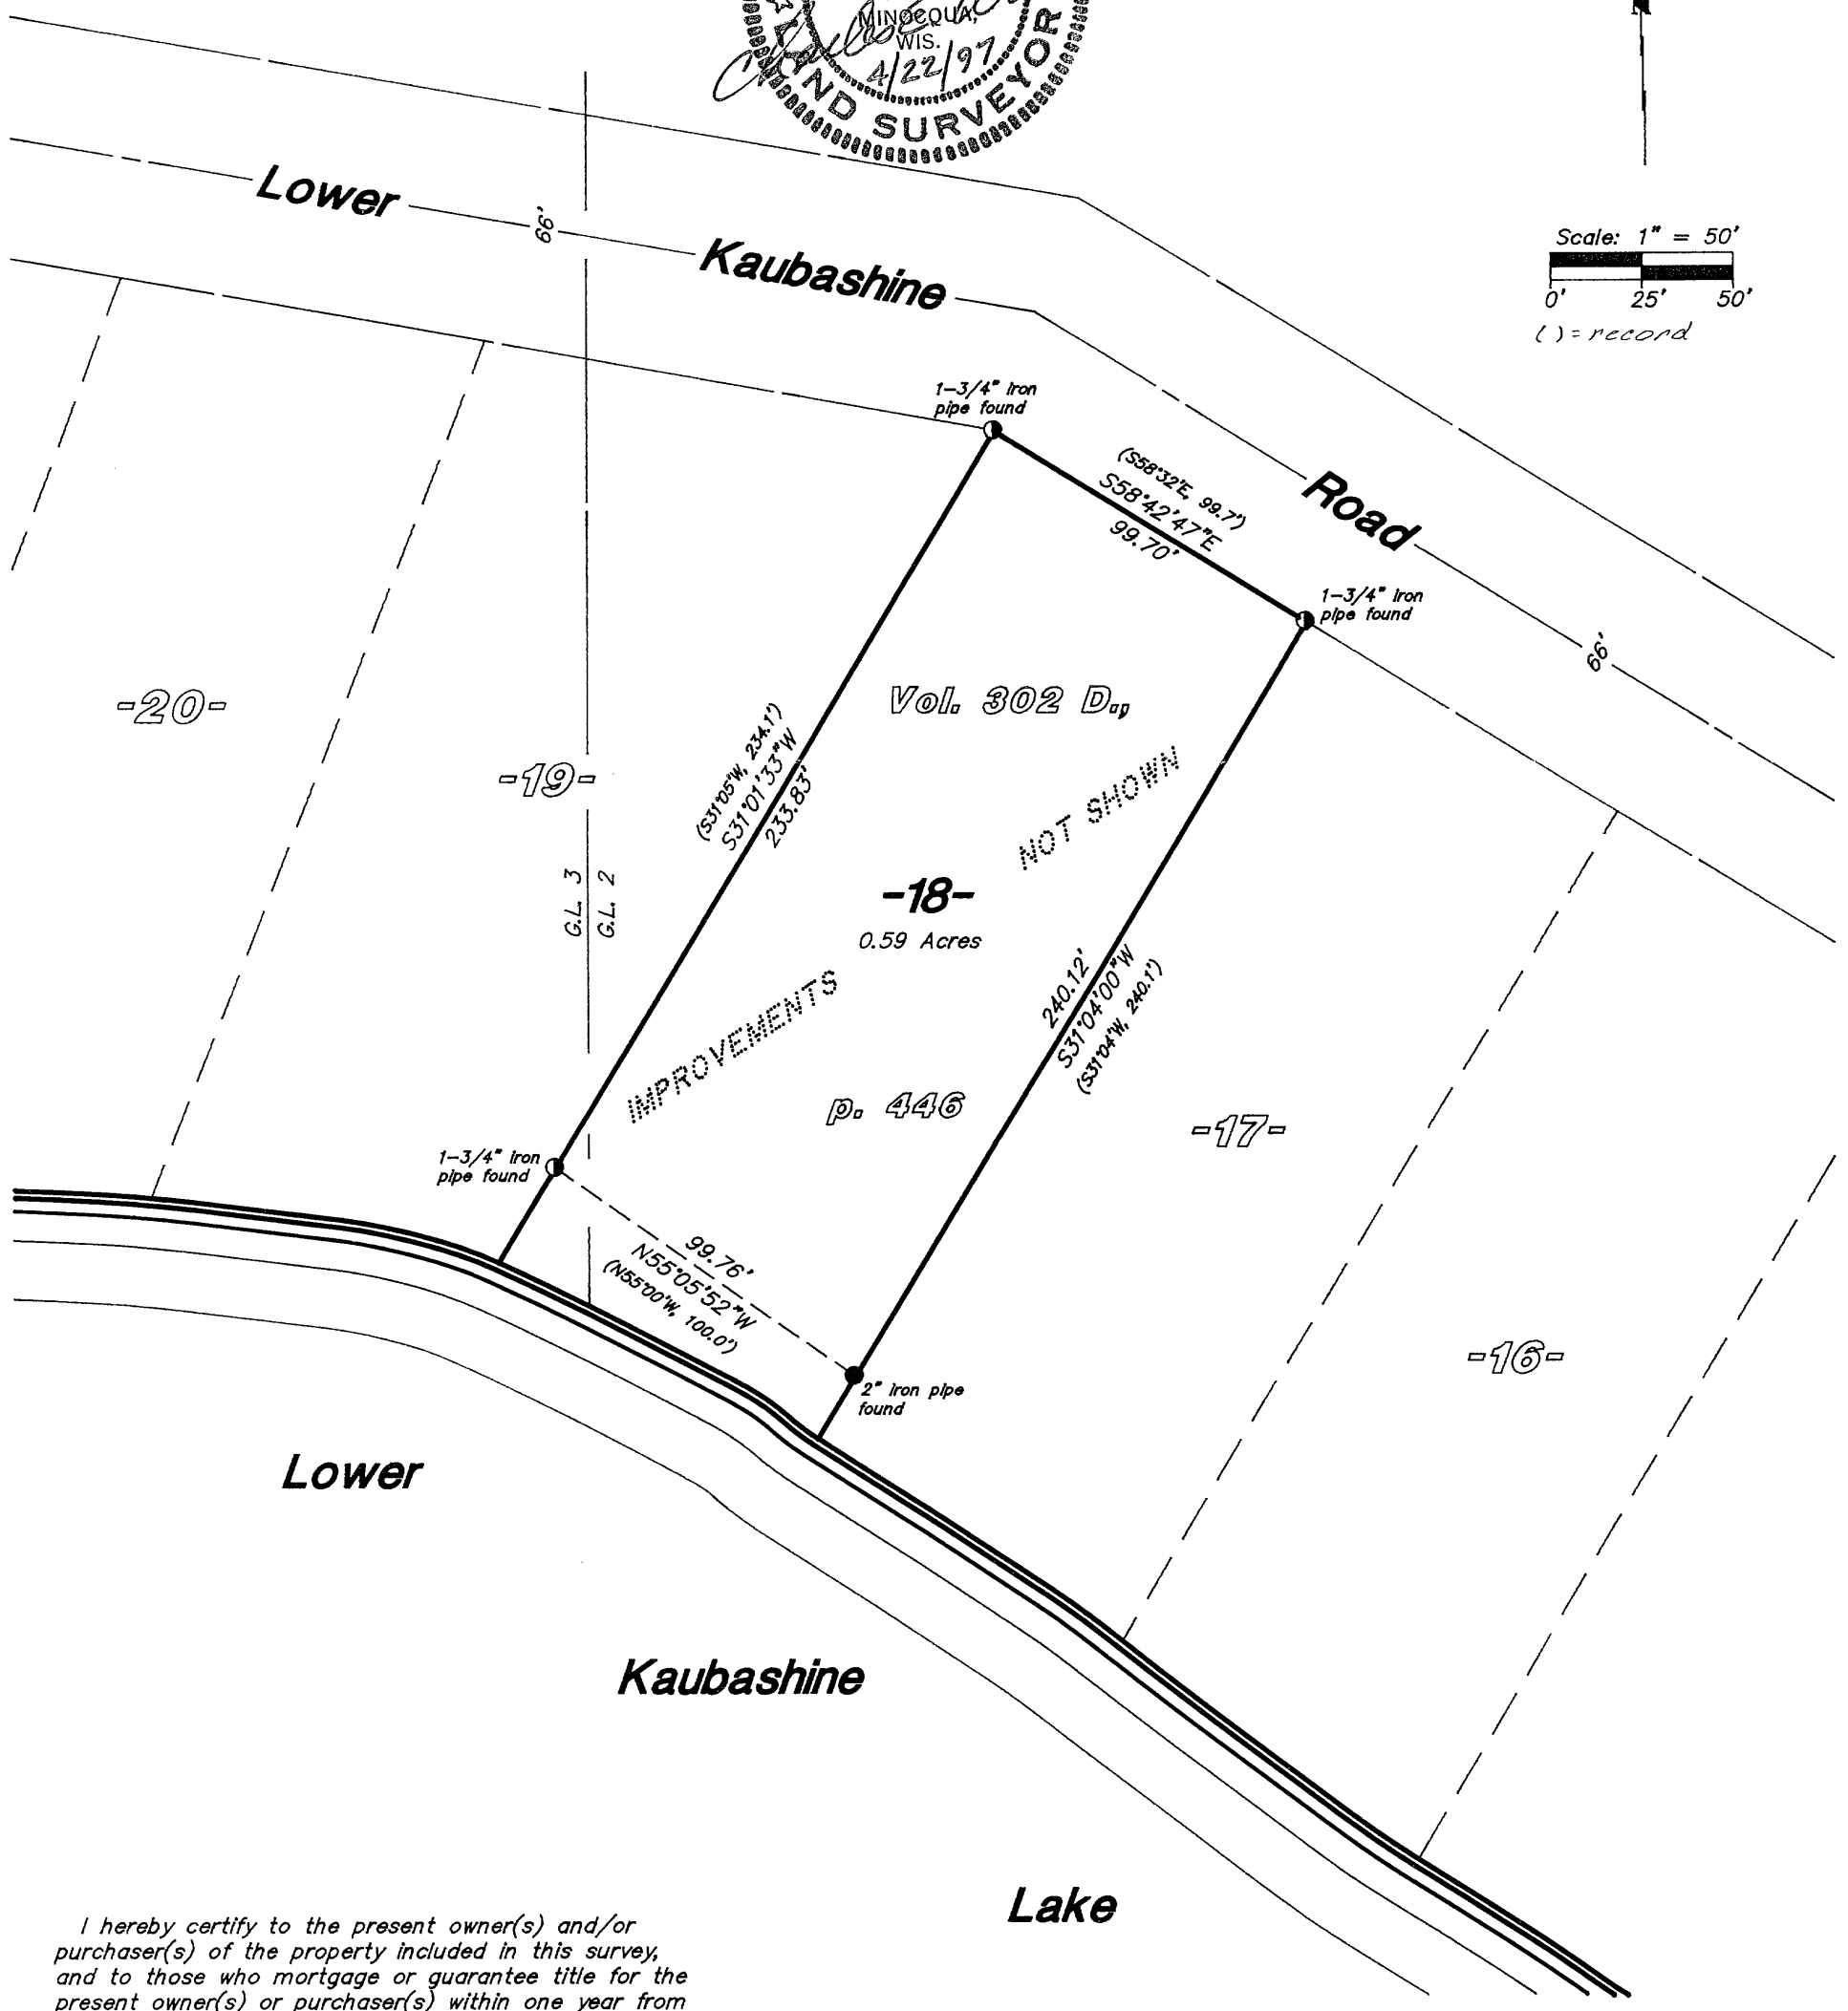 MINOCQUA,
WIS.
4/22/97
LAND SURVEYOR
N
Lower
66'
Kaubashine
Scale: 1" = 50'
0' 25' 50'
( ) = record
1-3/4" iron
pipe found
(S58°32'E, 99.7')
S58°42'47"E
99.70'
Road
1-3/4" iron
pipe found
66'
-20-
Vol. 302 D.,
-19-
(S31°05'W, 234.1')
S31°01'33"W
233.83'
NOT SHOWN
G.L. 3
G.L. 2
-18-
0.59 Acres
240.12'
S31°04'00"W
(S31°04'W, 240.1')
IMPROVEMENTS
p. 446
-17-
1-3/4" iron
pipe found
99.76'
N55°05'52"W
(N55°00'W, 100.0')
-16-
2" iron pipe
found
Lower
Kaubashine
Lake
I hereby certify to the present owner(s) and/or
purchaser(s) of the property included in this survey,
and to those who mortgage or guarantee title for the
present owner(s) or purchaser(s) within one year from